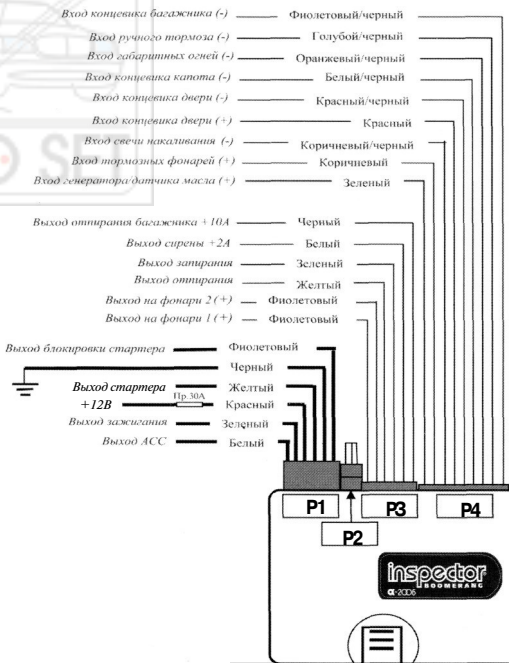 Вход концевика багажника (-) Фиолетовый/черный
Вход ручного тормоза (-) Голубой/черный
Вход габаритных огней (-) Оранжевый/черный
Вход концевика капота (-) Белый/черный
Вход концевика двери (-) Красный/черный
Вход концевика двери (+) Красный
Вход свечи накаливания (-) Коричневый/черный
Вход тормозных фонарей (+) Коричневый
Вход генератора/датчика масла (+) Зеленый
SET
Выход отпирания багажника +10А Черный
Выход сирены +2А Белый
Выход запирания Зеленый
Выход отпирания Желтый
Выход на фонари 2 (+) Фиолетовый
Выход на фонари 1 (+) Фиолетовый
Выход блокировки стартера Фиолетовый
Черный
Выход стартера Желтый
+12В Пр 30А Красный
Выход зажигания Зеленый
Выход АСС Белый
P1 P3 P4
P2
inspector
BOOMERANG
α-2006